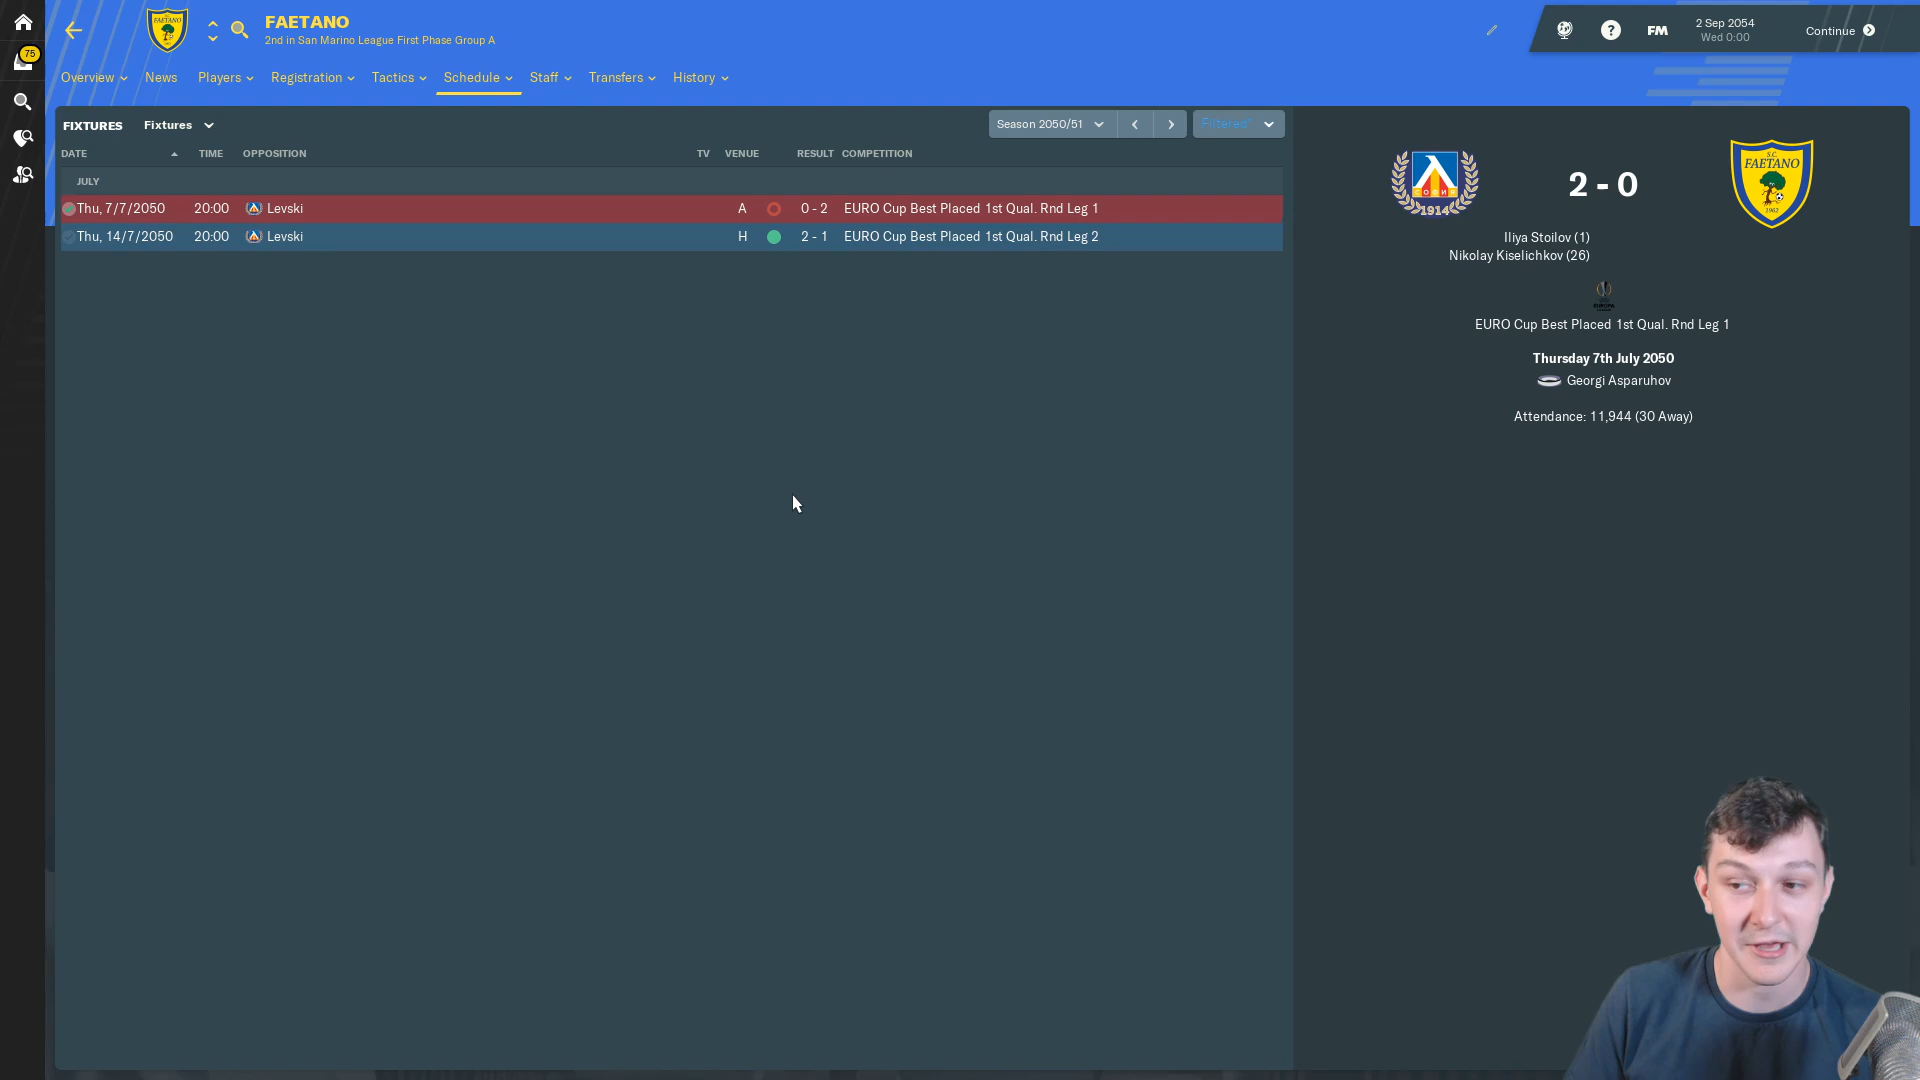 FAETANO
2nd in San Marino League First Phase Group A
2 Sep 2054
Wed 0:00
Continue
FM
?
75
Overview
News
Players
Registration
Tactics
Schedule
Staff
Transfers
History
FIXTURES
Fixtures
Season 2050/51
Filtered*
DATE TIME OPPOSITION TV VENUE RESULT COMPETITION
JULY
Thu, 7/7/2050 20:00 Levski A 0 - 2 EURO Cup Best Placed 1st Qual. Rnd Leg 1
Thu, 14/7/2050 20:00 Levski H 2 - 1 EURO Cup Best Placed 1st Qual. Rnd Leg 2
СОФИЯ
1914
2 - 0
S.C.
FAETANO
1962
Iliya Stoilov (1)
Nikolay Kiselichkov (26)
EUROPA
EURO Cup Best Placed 1st Qual. Rnd Leg 1
Thursday 7th July 2050
Georgi Asparuhov
Attendance: 11,944 (30 Away)